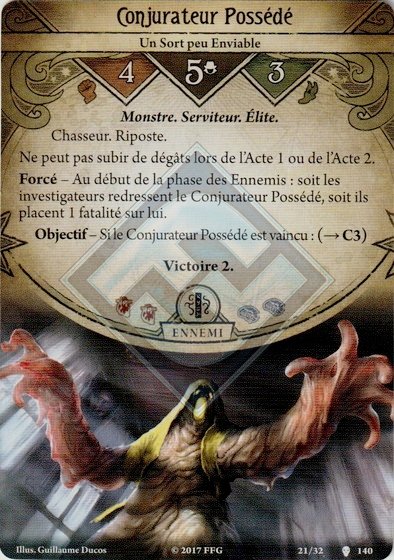 Conjurateur Possédé
Un Sort peu Enviable
4 5 3
Monstre. Serviteur. Élite.
Chasseur. Riposte.
Ne peut pas subir de dégâts lors de l'Acte 1 ou de l'Acte 2.
Forcé – Au début de la phase des Ennemis : soit les
investigateurs redressent le Conjurateur Possédé, soit ils
placent 1 fatalité sur lui.
Objectif – Si le Conjurateur Possédé est vaincu : (→ C3)
Victoire 2.
ENNEMI
Illus. Guillaume Ducos © 2017 FFG 21/32 140